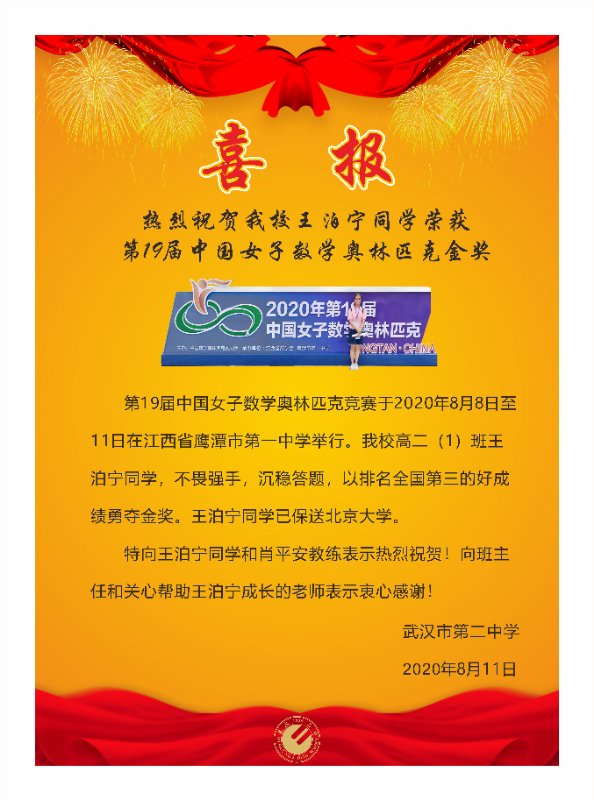 喜 报
热烈祝贺我校王泊宁同学荣获
第19届中国女子数学奥林匹克金奖
2020年第1 届
中国女子数学奥林匹克
NGTAN·CHINA
第19届中国女子数学奥林匹克竞赛于2020年8月8日至
11日在江西省鹰潭市第一中学举行。我校高二（1）班王
泊宁同学，不畏强手，沉稳答题，以排名全国第三的好成
绩勇夺金奖。王泊宁同学已保送北京大学。
特向王泊宁同学和肖平安教练表示热烈祝贺！向班主
任和关心帮助王泊宁成长的老师表示衷心感谢！
武汉市第二中学
2020年8月11日